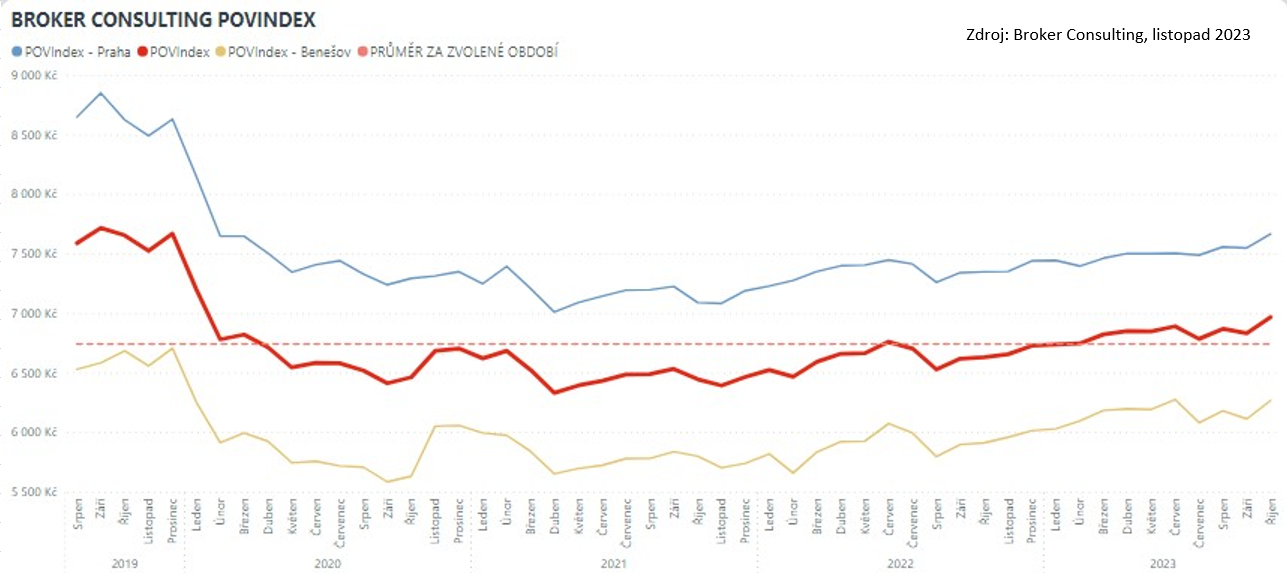 BROKER CONSULTING POVINDEX
Zdroj: Broker Consulting, listopad 2023
POVIndex - Praha POVIndex POVIndex - Benešov PRŮMĚR ZA ZVOLENÉ OBDOBÍ
9 000 Kč
8 500 Kč
8 000 Kč
7 500 Kč
7 000 Kč
6 500 Kč
6 000 Kč
5 500 Kč
Srpen Září Říjen Listopad Prosinec Leden Únor Březen Duben Květen Červen Červenec Srpen Září Říjen Listopad Prosinec Leden Únor Březen Duben Květen Červen Červenec Srpen Září Říjen Listopad Prosinec Leden Únor Březen Duben Květen Červen Červenec Srpen Září Říjen Listopad Prosinec Leden Únor Březen Duben Květen Červen Červenec Srpen Září Říjen
2019 2020 2021 2022 2023